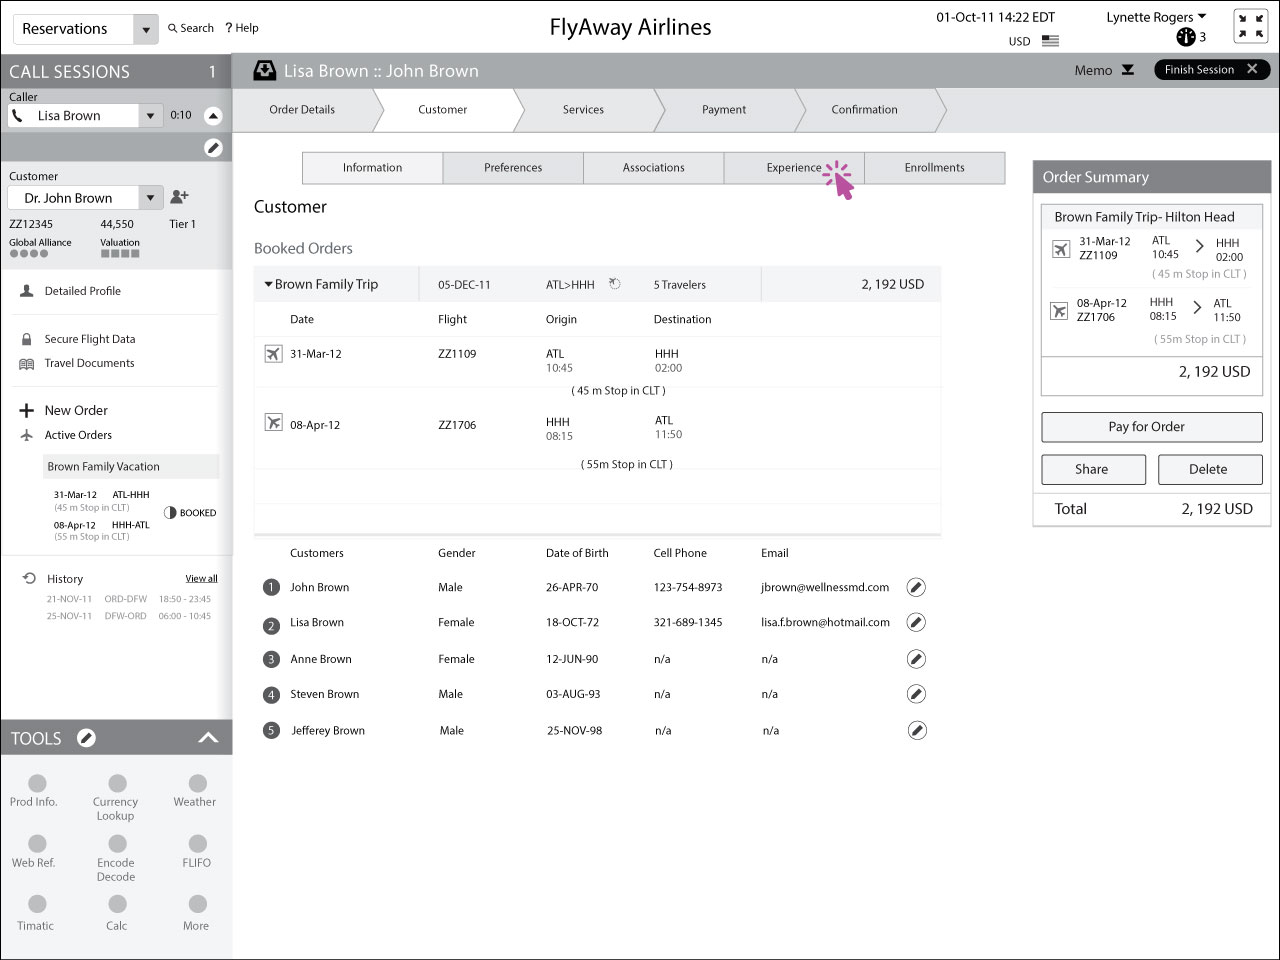 Reservations
Search
? Help
FlyAway Airlines
01-Oct-11 14:22 EDT
USD
Lynette Rogers
3
CALL SESSIONS 1
Caller
Lisa Brown
0:10
Customer
Dr. John Brown
ZZ12345 44,550 Tier 1
Global Alliance Valuation
Detailed Profile
Secure Flight Data
Travel Documents
New Order
Active Orders
Brown Family Vacation
31-Mar-12 ATL-HHH
(45 m Stop in CLT)
BOOKED
08-Apr-12 HHH-ATL
(55 m Stop in CLT)
History View all
21-NOV-11 ORD-DFW 18:50 - 23:45
25-NOV-11 DFW-ORD 06:00 - 10:45
TOOLS
Prod Info.
Currency
Lookup
Weather
Web Ref.
Encode
Decode
FLIFO
Timatic
Calc
More
Lisa Brown :: John Brown
Memo
Finish Session X
Order Details
Customer
Services
Payment
Confirmation
Information
Preferences
Associations
Experience
Enrollments
Customer
Booked Orders
Brown Family Trip 05-DEC-11 ATL>HHH 5 Travelers 2, 192 USD
Date Flight Origin Destination
31-Mar-12 ZZ1109 ATL HHH
10:45 02:00
( 45 m Stop in CLT )
08-Apr-12 ZZ1706 HHH ATL
08:15 11:50
( 55m Stop in CLT )
Customers Gender Date of Birth Cell Phone Email
1 John Brown Male 26-APR-70 123-754-8973 jbrown@wellnessmd.com
2 Lisa Brown Female 18-OCT-72 321-689-1345 lisa.f.brown@hotmail.com
3 Anne Brown Female 12-JUN-90 n/a n/a
4 Steven Brown Male 03-AUG-93 n/a n/a
5 Jefferey Brown Male 25-NOV-98 n/a n/a
Order Summary
Brown Family Trip- Hilton Head
31-Mar-12 ATL > HHH
ZZ1109 10:45 02:00
( 45 m Stop in CLT )
08-Apr-12 HHH > ATL
ZZ1706 08:15 11:50
(55m Stop in CLT )
2, 192 USD
Pay for Order
Share
Delete
Total 2, 192 USD